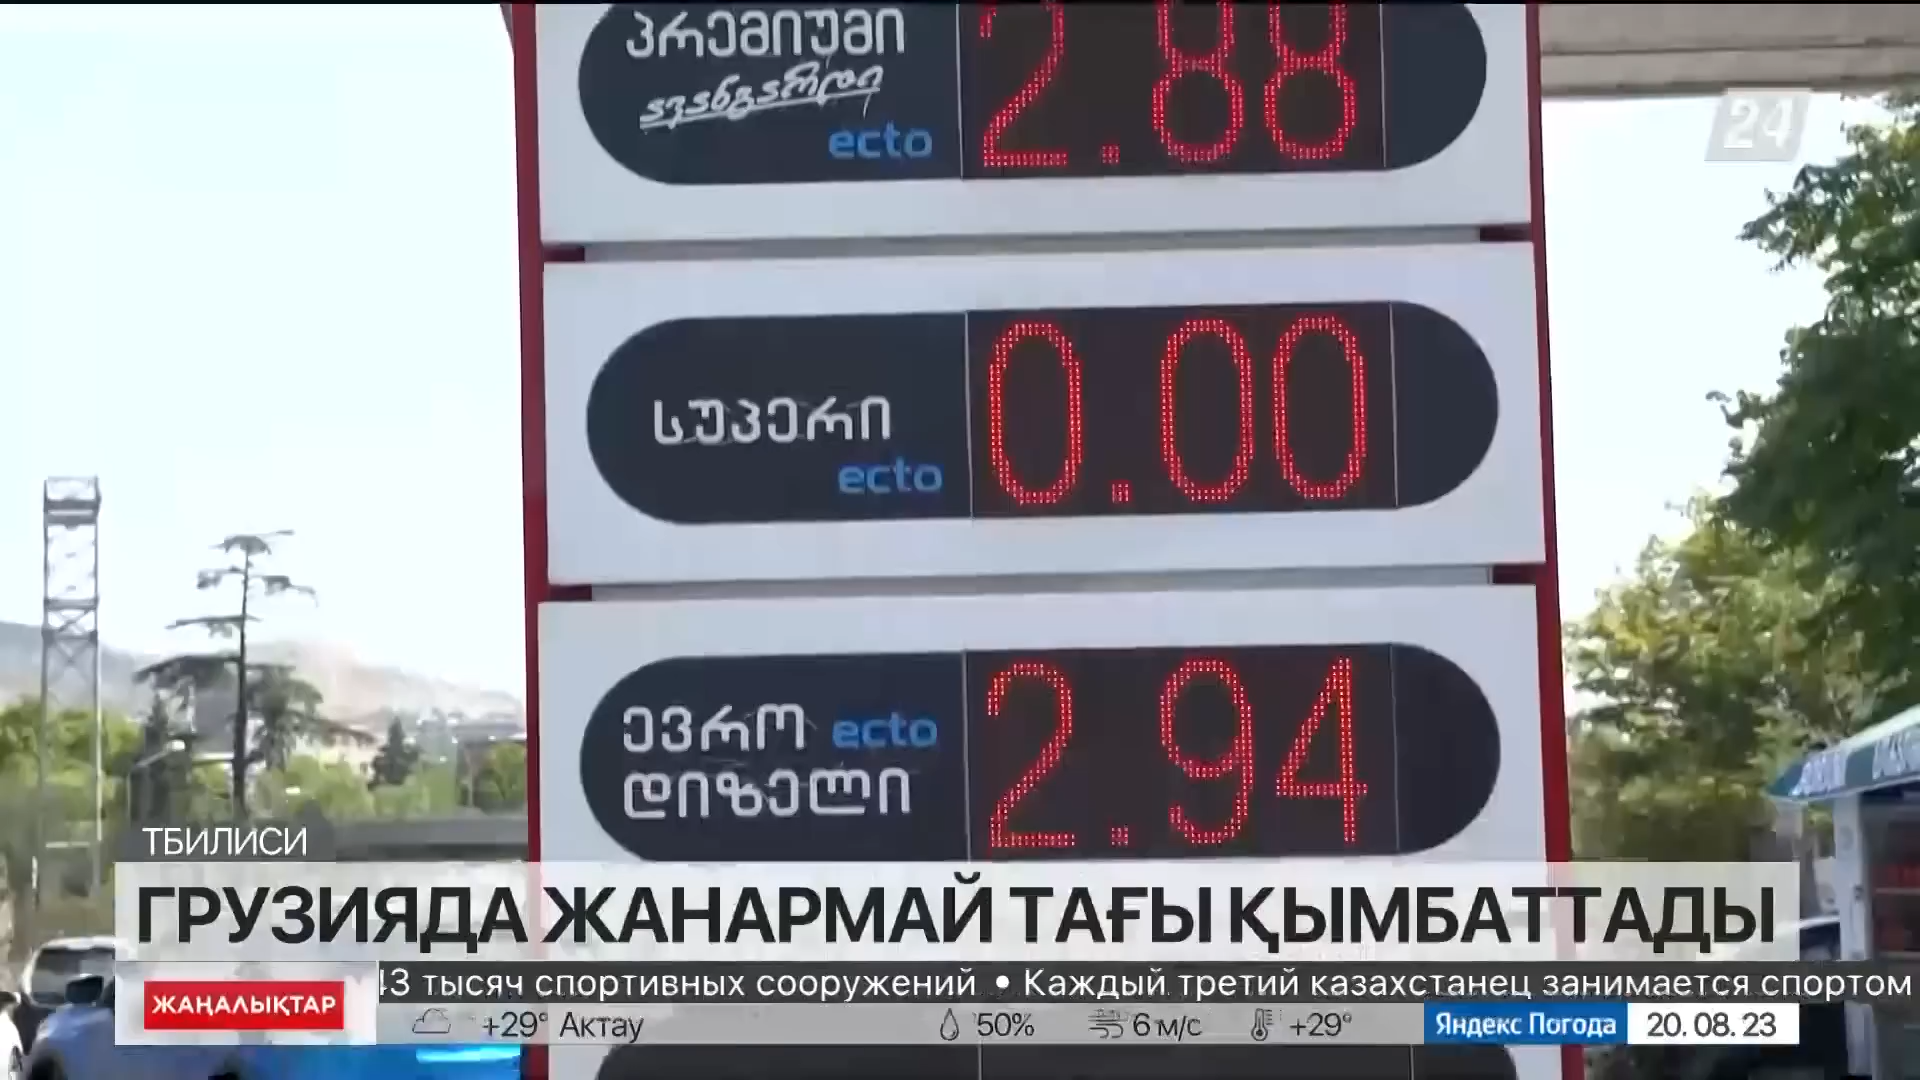 პრემიუმი
ავანგარდი
ecto
2.88
24
სუპერი
ecto
0.00
ევრო ecto
დიზელი
2.94
ТБИЛИСИ
ГРУЗИЯДА ЖАНАРМАЙ ТАҒЫ ҚЫМБАТТАДЫ
ЖАҢАЛЫҚТАР
43 тысяч спортивных сооружений • Каждый третий казахстанец занимается спортом
+29° Актау 50% 6 м/с +29° Яндекс Погода 20.08.23